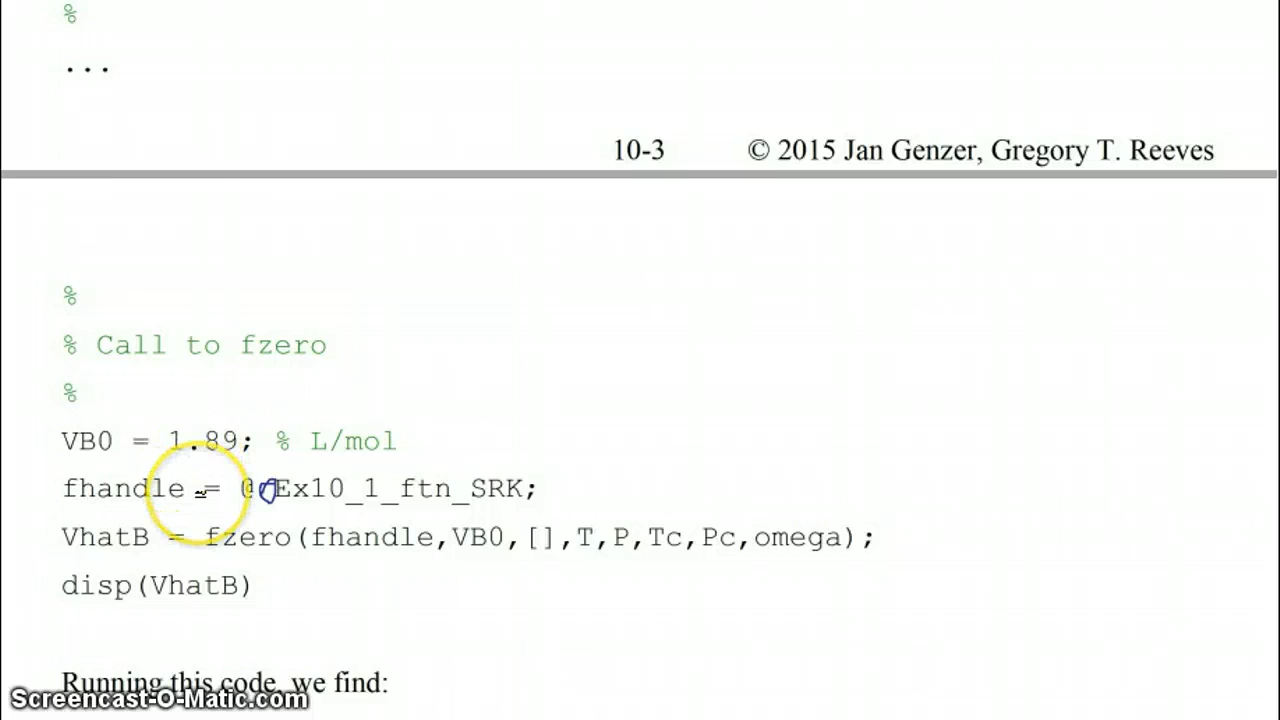 %
...
10-3 © 2015 Jan Genzer, Gregory T. Reeves
%
% Call to fzero
%
VB0 = 1.89; % L/mol
fhandle = @Ex10_1_ftn_SRK;
VhatB = fzero(fhandle,VB0,[],T,P,Tc,Pc,omega);
disp(VhatB)
Running this code, we find:
Screencast-O-Matic.com